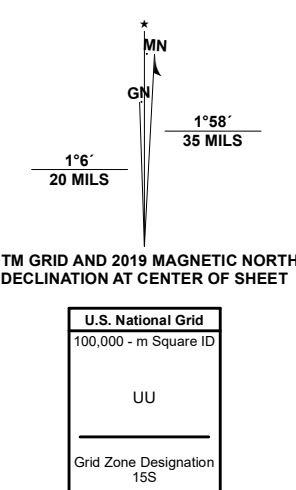 ★
MN
GN
1°58´
35 MILS
1°6´
20 MILS
TM GRID AND 2019 MAGNETIC NORTH
DECLINATION AT CENTER OF SHEET
U.S. National Grid
100,000 - m Square ID
UU
Grid Zone Designation
15S